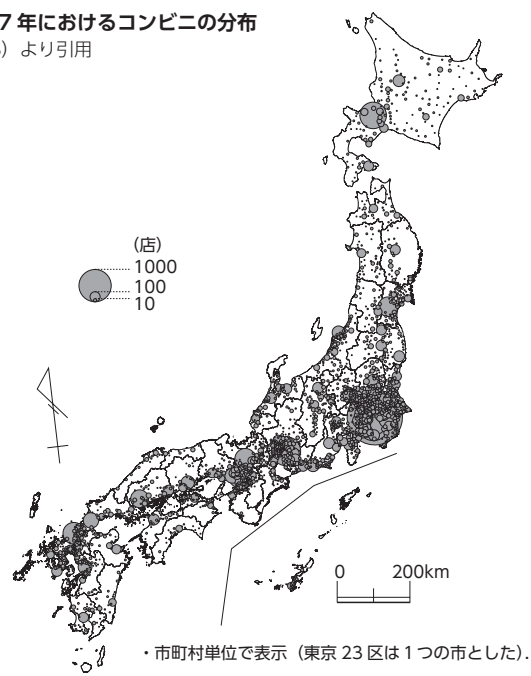 7年におけるコンビニの分布
）より引用
(店)
1000
100
10
0 200km
・市町村単位で表示（東京23区は1つの市とした）.